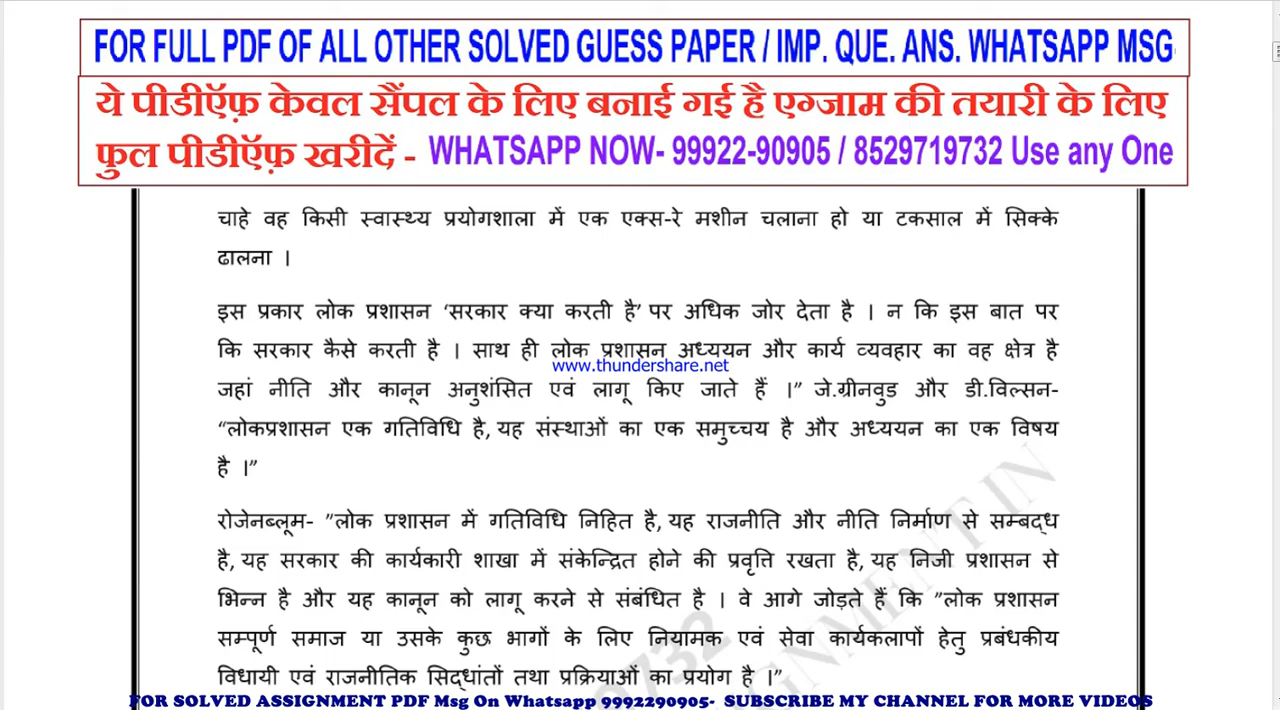 FOR FULL PDF OF ALL OTHER SOLVED GUESS PAPER / IMP. QUE. ANS. WHATSAPP MSG
ये पीडीऍफ़ केवल सैंपल के लिए बनाई गई है एग्जाम की तयारी के लिए
फुल पीडीऍफ़ खरीदें - WHATSAPP NOW- 99922-90905 / 8529719732 Use any One
चाहे वह किसी स्वास्थ्य प्रयोगशाला में एक एक्स-रे मशीन चलाना हो या टकसाल में सिक्के
ढालना ।
इस प्रकार लोक प्रशासन ‘सरकार क्या करती है’ पर अधिक जोर देता है । न कि इस बात पर
कि सरकार कैसे करती है । साथ ही लोक प्रशासन अध्ययन और कार्य व्यवहार का वह क्षेत्र है
www.thundershare.net
जहां नीति और कानून अनुशंसित एवं लागू किए जाते हैं ।” जे.ग्रीनवुड और डी.विल्सन-
“लोकप्रशासन एक गतिविधि है, यह संस्थाओं का एक समुच्चय है और अध्ययन का एक विषय
है ।”
रोजेनब्लूम- ”लोक प्रशासन में गतिविधि निहित है, यह राजनीति और नीति निर्माण से सम्बद्ध
है, यह सरकार की कार्यकारी शाखा में संकेन्द्रित होने की प्रवृत्ति रखता है, यह निजी प्रशासन से
भिन्न है और यह कानून को लागू करने से संबंधित है । वे आगे जोड़ते हैं कि ”लोक प्रशासन
सम्पूर्ण समाज या उसके कुछ भागों के लिए नियामक एवं सेवा कार्यकलापों हेतु प्रबंधकीय
विधायी एवं राजनीतिक सिद्धांतों तथा प्रक्रियाओं का प्रयोग है ।”
FOR SOLVED ASSIGNMENT PDF Msg On Whatsapp 9992290905- SUBSCRIBE MY CHANNEL FOR MORE VIDEOS